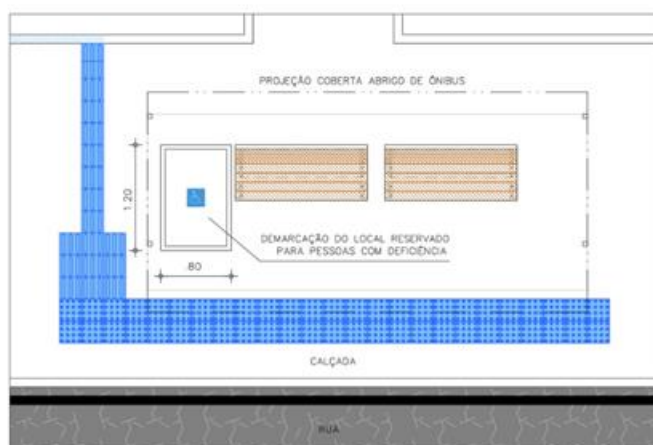 PROJEÇÃO COBERTA ABRIGO DE ÔNIBUS
1.20
DEMARCAÇÃO DO LOCAL RESERVADO
PARA PESSOAS COM DEFICIÊNCIA
.80
CALÇADA
RUA